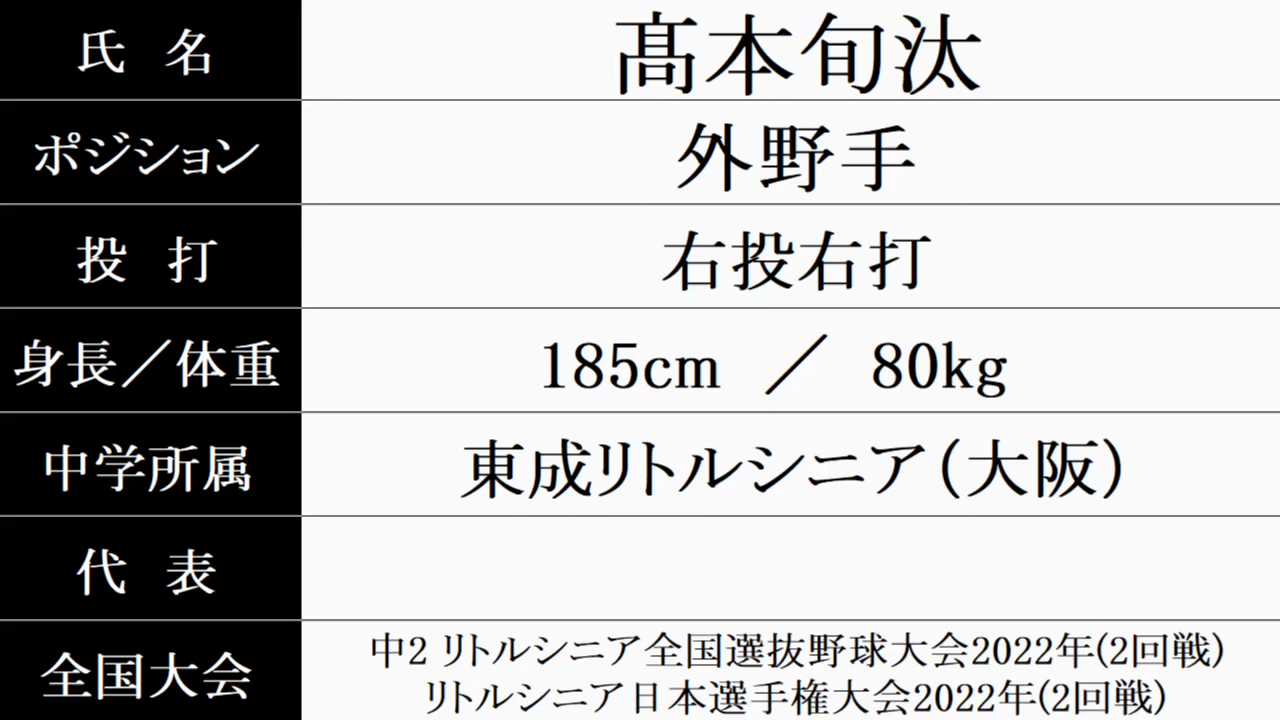 氏 名 髙本旬汰
ポジション 外野手
投 打 右投右打
身長／体重 185cm ／ 80kg
中学所属 東成リトルシニア（大阪）
代 表
全国大会 中2 リトルシニア全国選抜野球大会2022年(2回戦)
リトルシニア日本選手権大会2022年(2回戦)